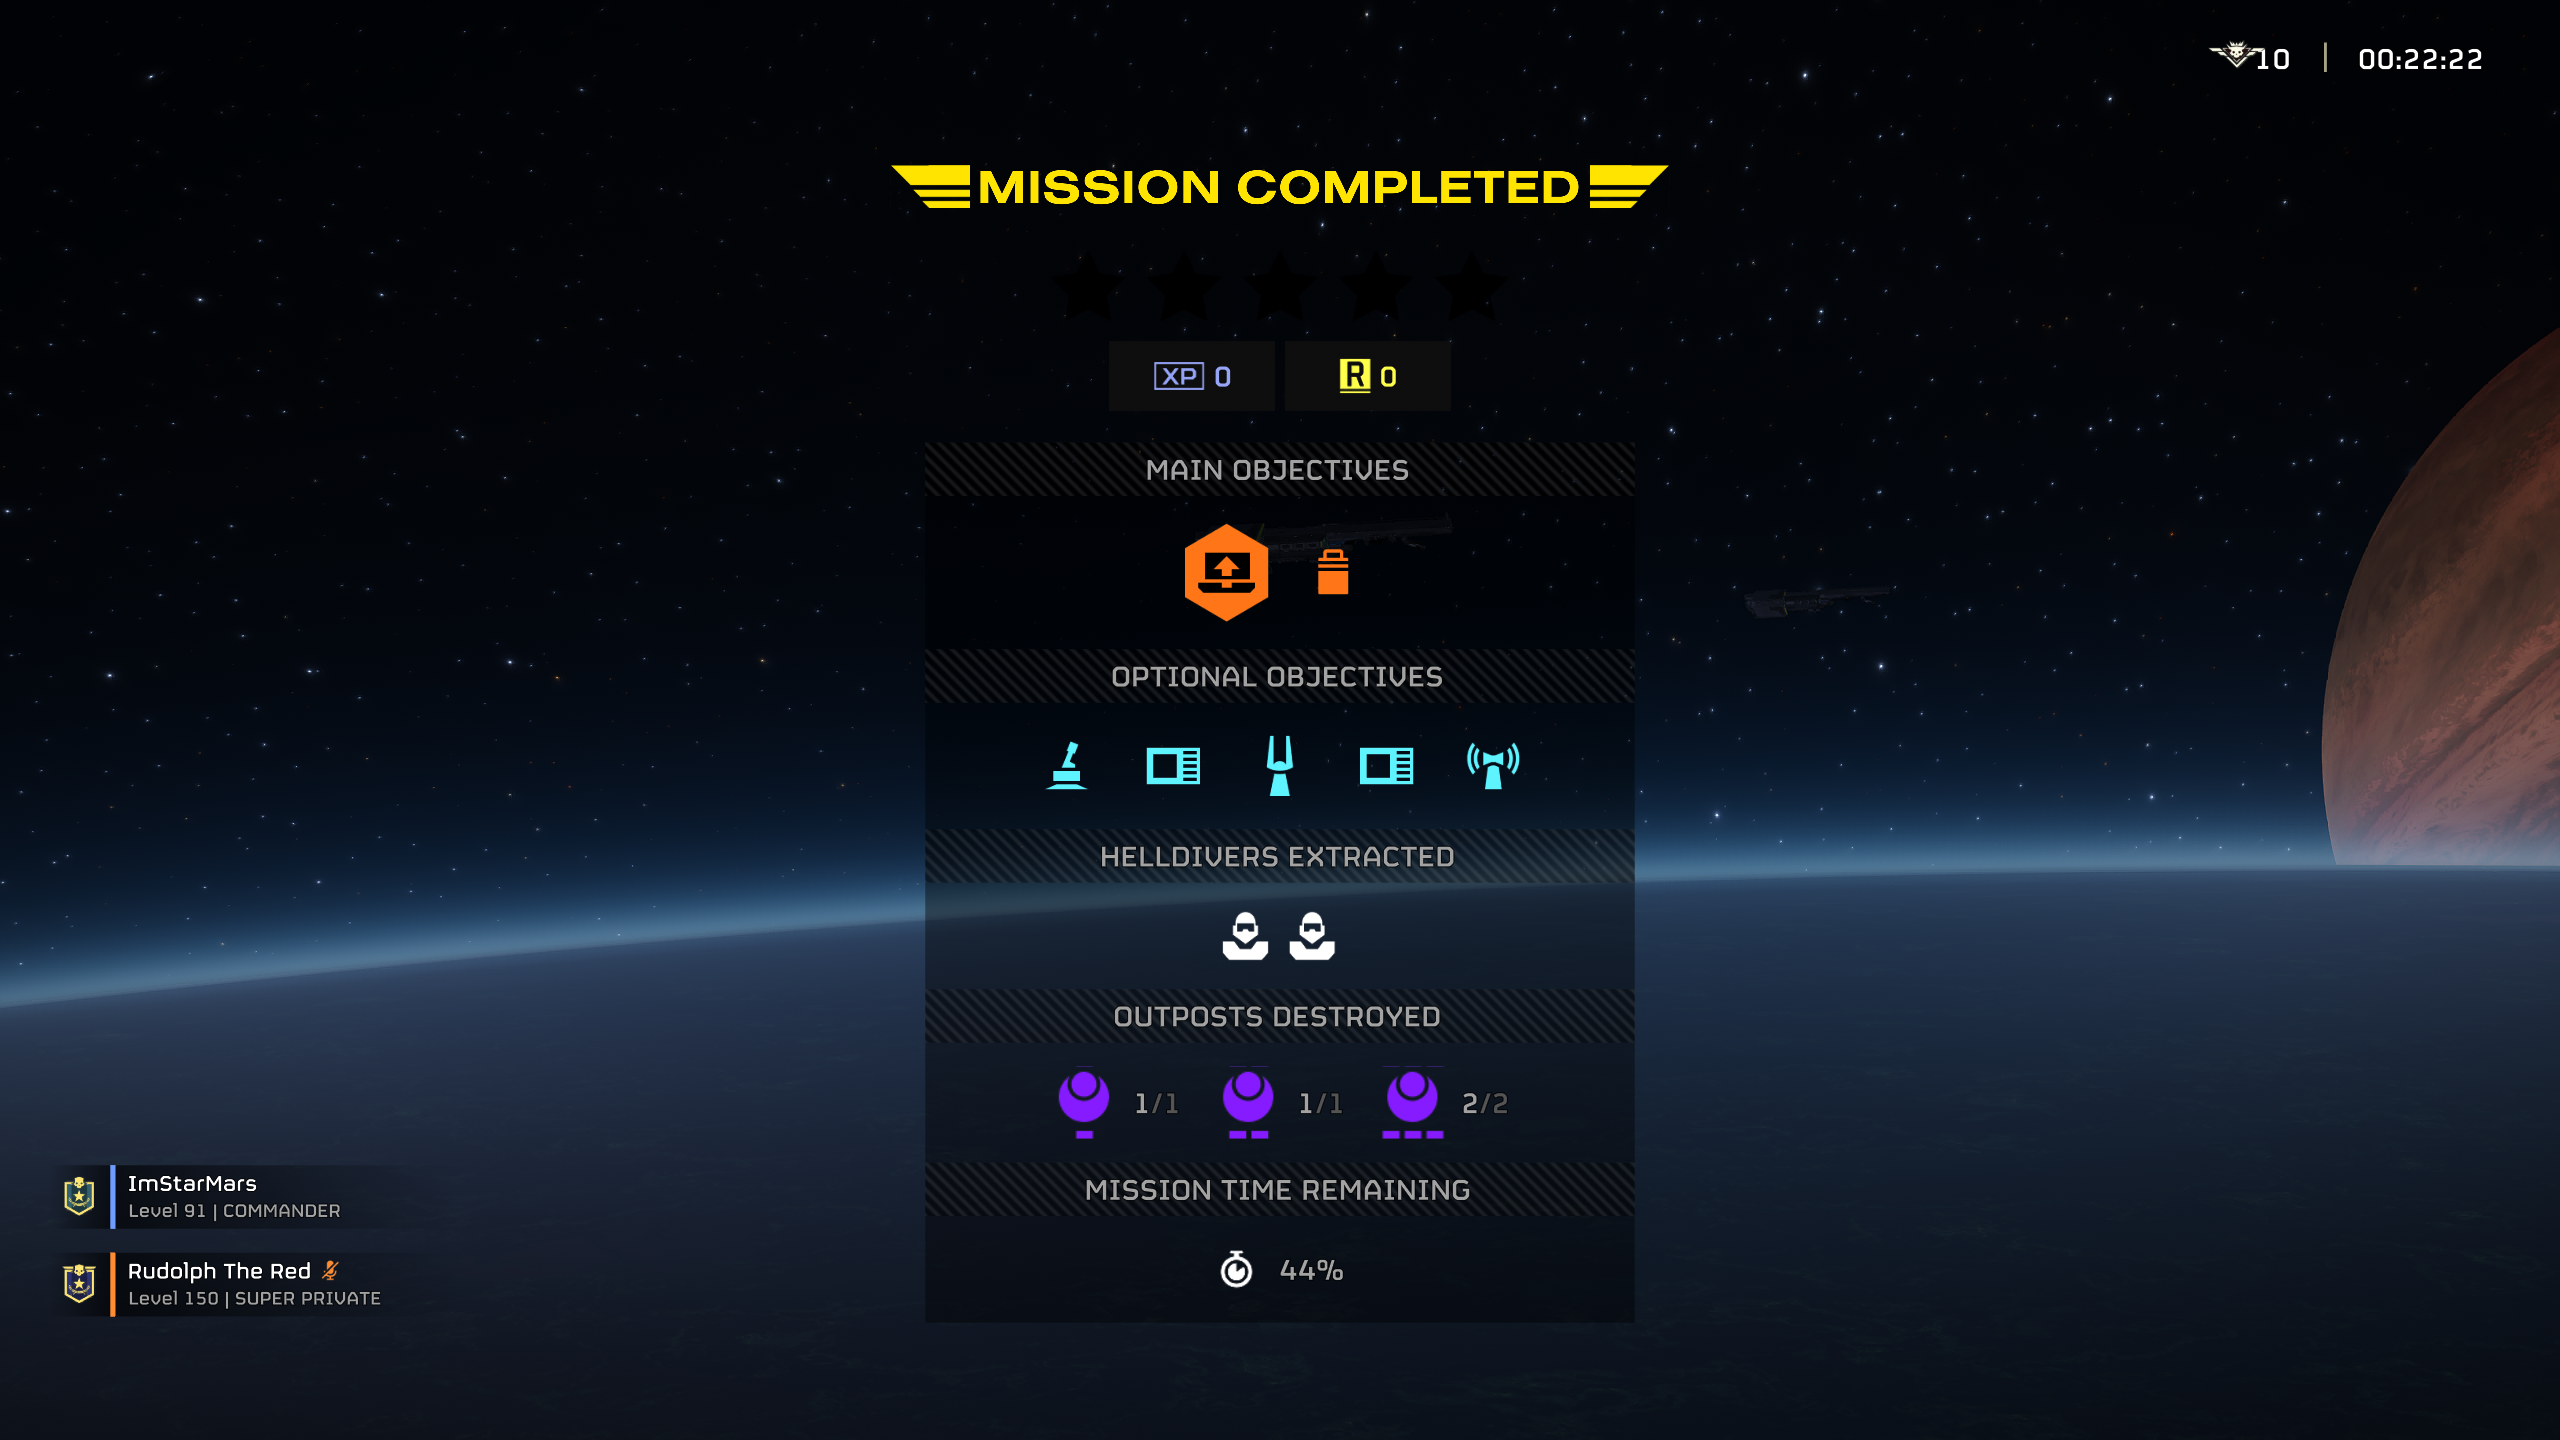 10 | 00:22:22
MISSION COMPLETED
XP 0
R 0
MAIN OBJECTIVES
OPTIONAL OBJECTIVES
HELLDIVERS EXTRACTED
OUTPOSTS DESTROYED
1/1 1/1 2/2
MISSION TIME REMAINING
44%
ImStarMars
Level 91 | COMMANDER
Rudolph The Red
Level 150 | SUPER PRIVATE